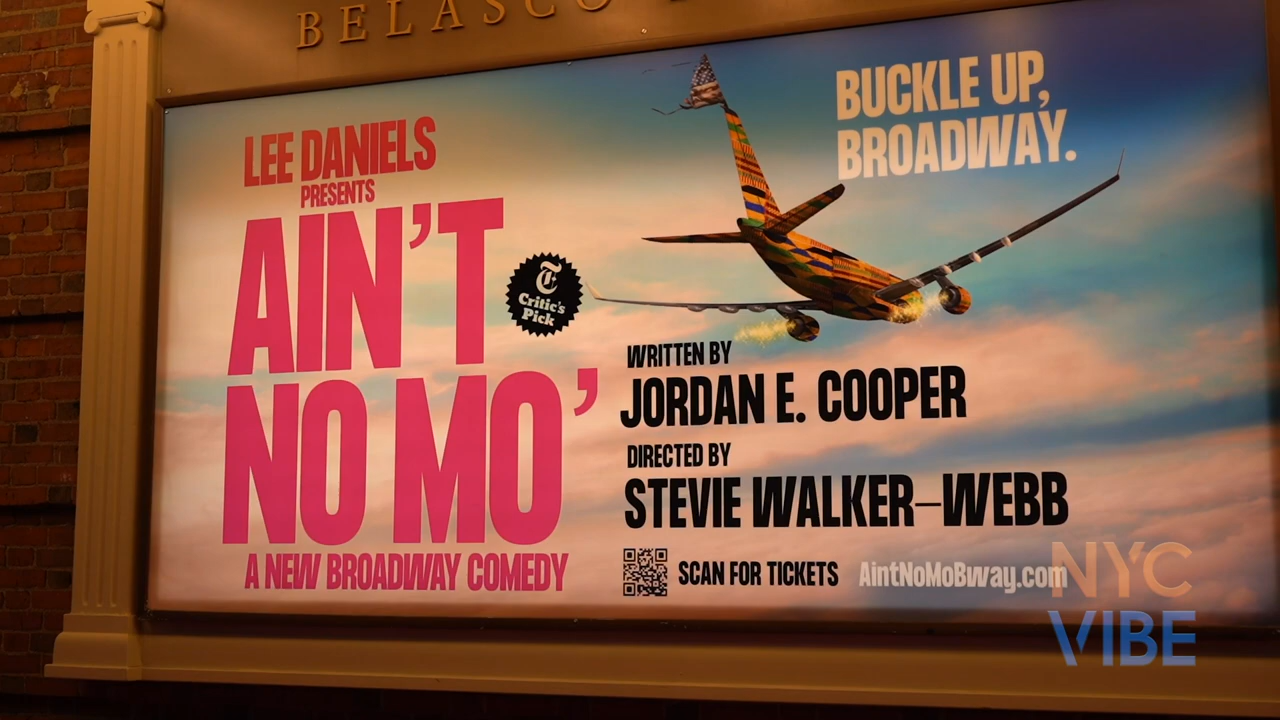 BELASCO
LEE DANIELS
PRESENTS
AIN'T
NO MO'
A NEW BROADWAY COMEDY
T
Critic's
Pick
BUCKLE UP,
BROADWAY.
WRITTEN BY
JORDAN E. COOPER
DIRECTED BY
STEVIE WALKER-WEBB
SCAN FOR TICKETS
AintNoMoBway.com
NYC
VIBE